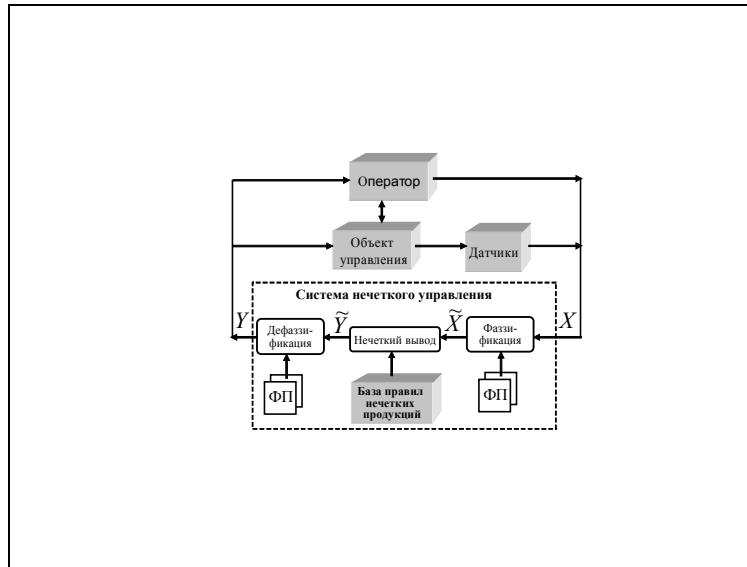 Оператор
Объект
управления
Датчики
Система нечеткого управления
Y
Дефаззи-
фикация
Ỹ
Нечеткий вывод
X̃
Фаззи-
фикация
X
ФП
База правил
нечетких
продукций
ФП